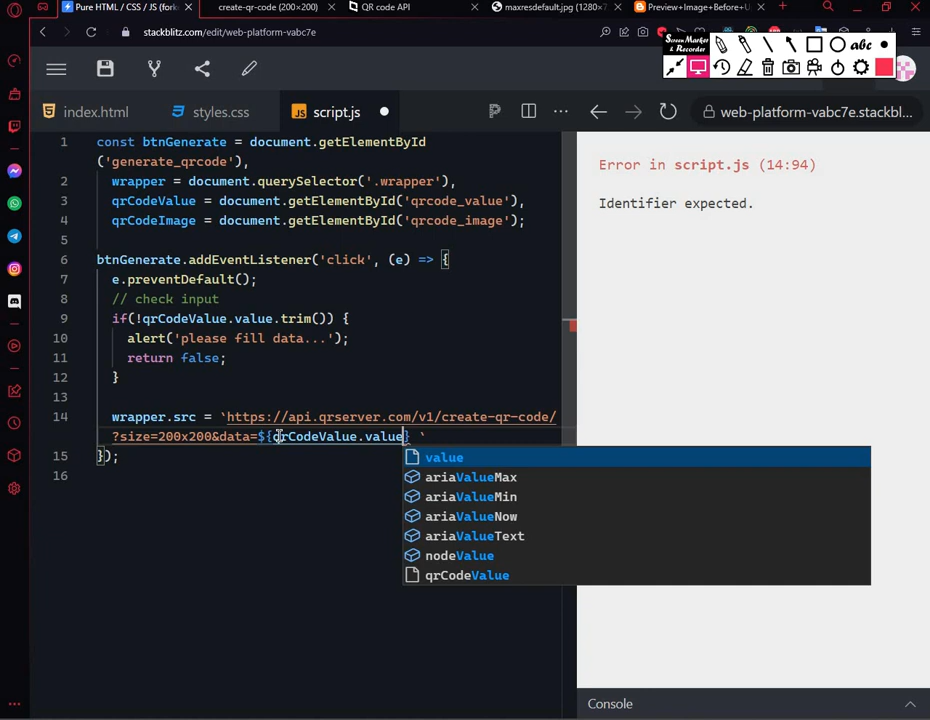 Pure HTML / CSS / JS (fork
create-qr-code (200×200)
QR code API
maxresdefault.jpg (1280×7
Preview+Image+Before+U
stackblitz.com/edit/web-platform-vabc7e
Screen Marker
& Recorder
abc
index.html
styles.css
JS script.js
web-platform-vabc7e.stackbl...
1 const btnGenerate = document.getElementById
('generate_qrcode'),
2 wrapper = document.querySelector('.wrapper'),
3 qrCodeValue = document.getElementById('qrcode_value'),
4 qrCodeImage = document.getElementById('qrcode_image');
5
6 btnGenerate.addEventListener('click', (e) => {
7 e.preventDefault();
8 // check input
9 if(!qrCodeValue.value.trim()) {
10 alert('please fill data...');
11 return false;
12 }
13
14 wrapper.src = `https://api.qrserver.com/v1/create-qr-code/
?size=200x200&data=${qrCodeValue.value} `
15 });
16
value
ariaValueMax
ariaValueMin
ariaValueNow
ariaValueText
nodeValue
qrCodeValue
Error in script.js (14:94)
Identifier expected.
Console